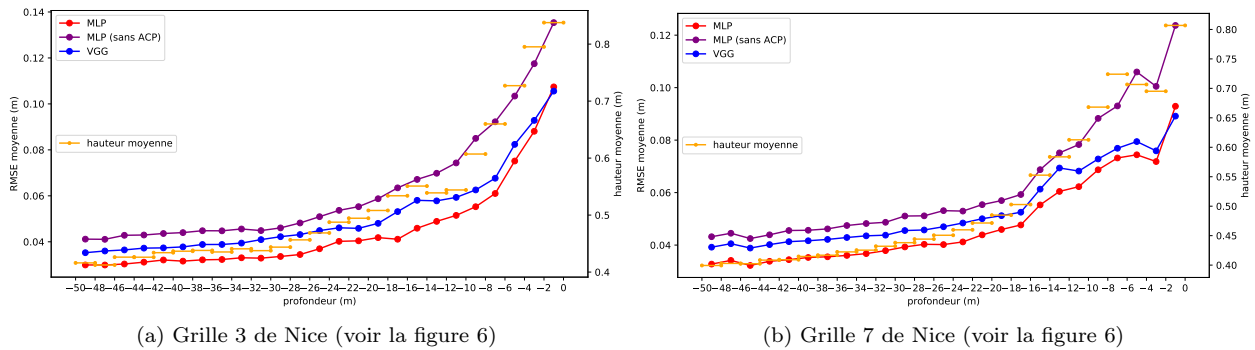 0.14
0.12
0.10
0.08
0.06
0.04
RMSE moyenne (m)
MLP
MLP (sans ACP)
VGG
hauteur moyenne
0.8
0.7
0.6
0.5
0.4
hauteur moyenne (m)
−50 −48 −46 −44 −42 −40 −38 −36 −34 −32 −30 −28 −26 −24 −22 −20 −18 −16 −14 −12 −10 −8 −6 −4 −2 0
profondeur (m)
(a) Grille 3 de Nice (voir la figure 6)
0.12
0.10
0.08
0.06
0.04
RMSE moyenne (m)
MLP
MLP (sans ACP)
VGG
hauteur moyenne
0.80
0.75
0.70
0.65
0.60
0.55
0.50
0.45
0.40
hauteur moyenne (m)
−50 −48 −46 −44 −42 −40 −38 −36 −34 −32 −30 −28 −26 −24 −22 −20 −18 −16 −14 −12 −10 −8 −6 −4 −2 0
profondeur (m)
(b) Grille 7 de Nice (voir la figure 6)